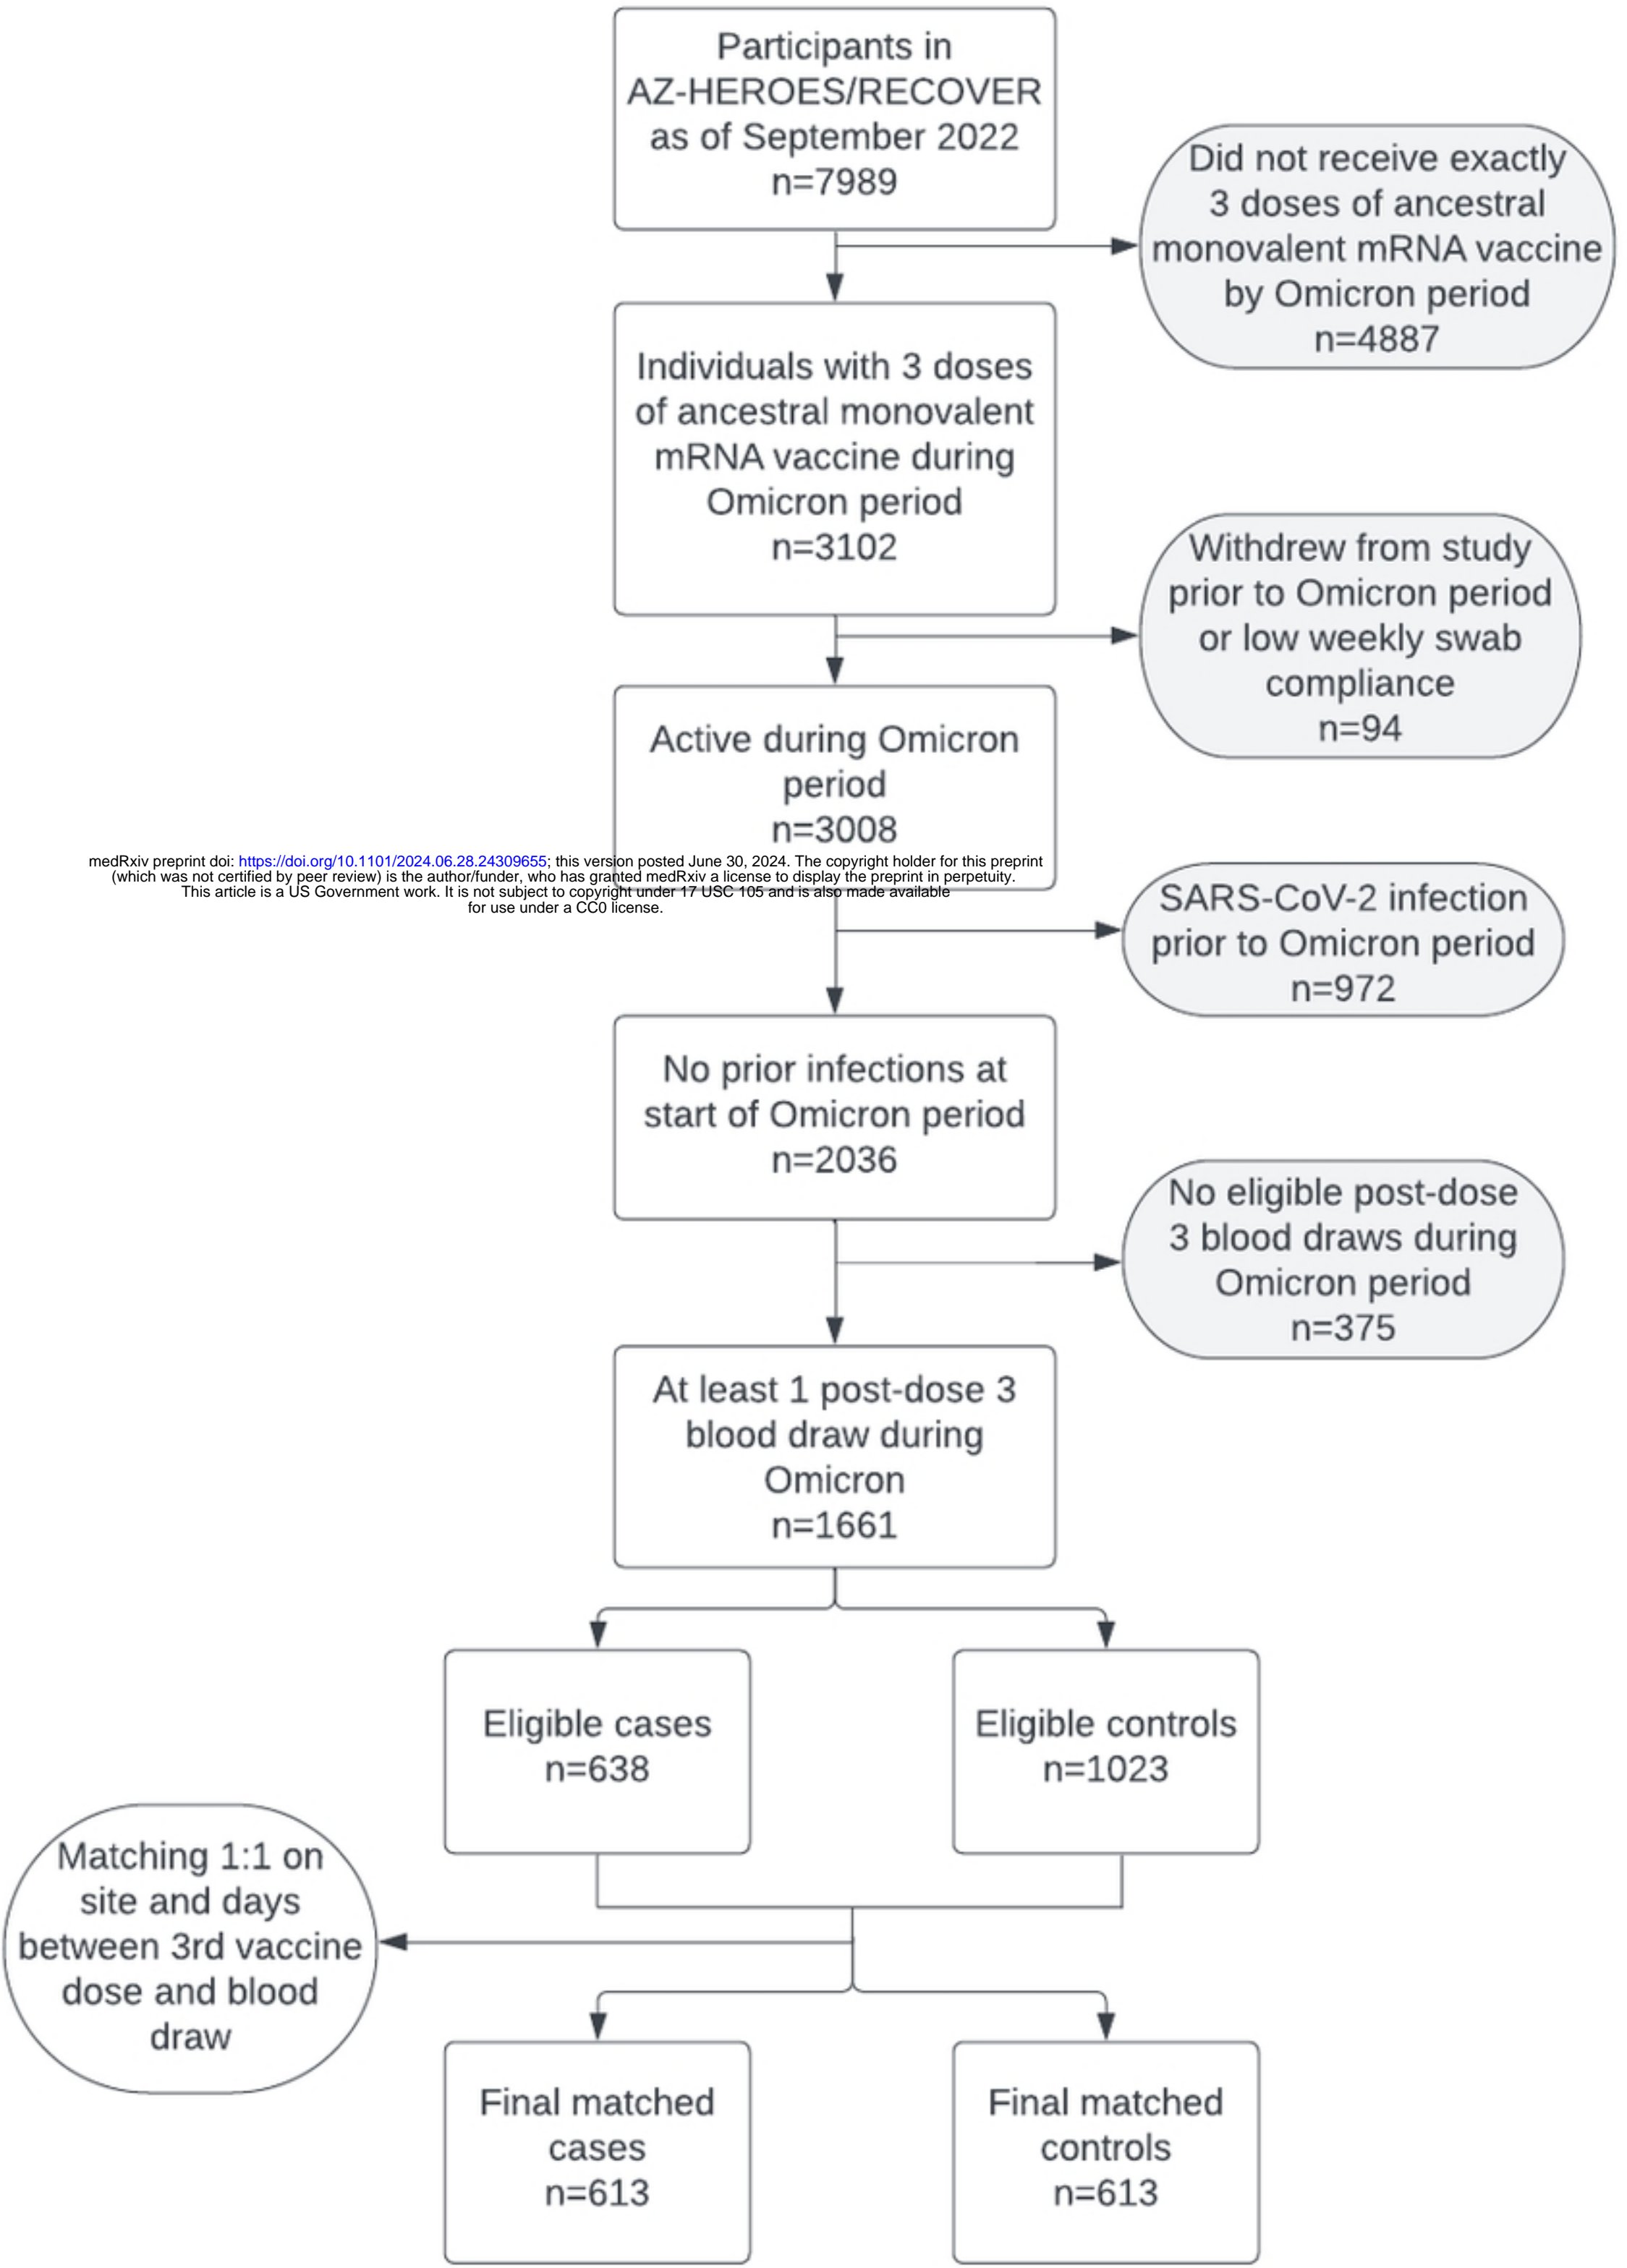 Participants in
AZ-HEROES/RECOVER
as of September 2022
n=7989
Did not receive exactly
3 doses of ancestral
monovalent mRNA vaccine
by Omicron period
n=4887
Individuals with 3 doses
of ancestral monovalent
mRNA vaccine during
Omicron period
n=3102
Withdrew from study
prior to Omicron period
or low weekly swab
compliance
n=94
Active during Omicron
period
n=3008
medRxiv preprint doi: https://doi.org/10.1101/2024.06.28.24309655; this version posted June 30, 2024. The copyright holder for this preprint
(which was not certified by peer review) is the author/funder, who has granted medRxiv a license to display the preprint in perpetuity.
This article is a US Government work. It is not subject to copyright under 17 USC 105 and is also made available
for use under a CC0 license.
SARS-CoV-2 infection
prior to Omicron period
n=972
No prior infections at
start of Omicron period
n=2036
No eligible post-dose
3 blood draws during
Omicron period
n=375
At least 1 post-dose 3
blood draw during
Omicron
n=1661
Eligible cases
n=638
Eligible controls
n=1023
Matching 1:1 on
site and days
between 3rd vaccine
dose and blood
draw
Final matched
cases
n=613
Final matched
controls
n=613